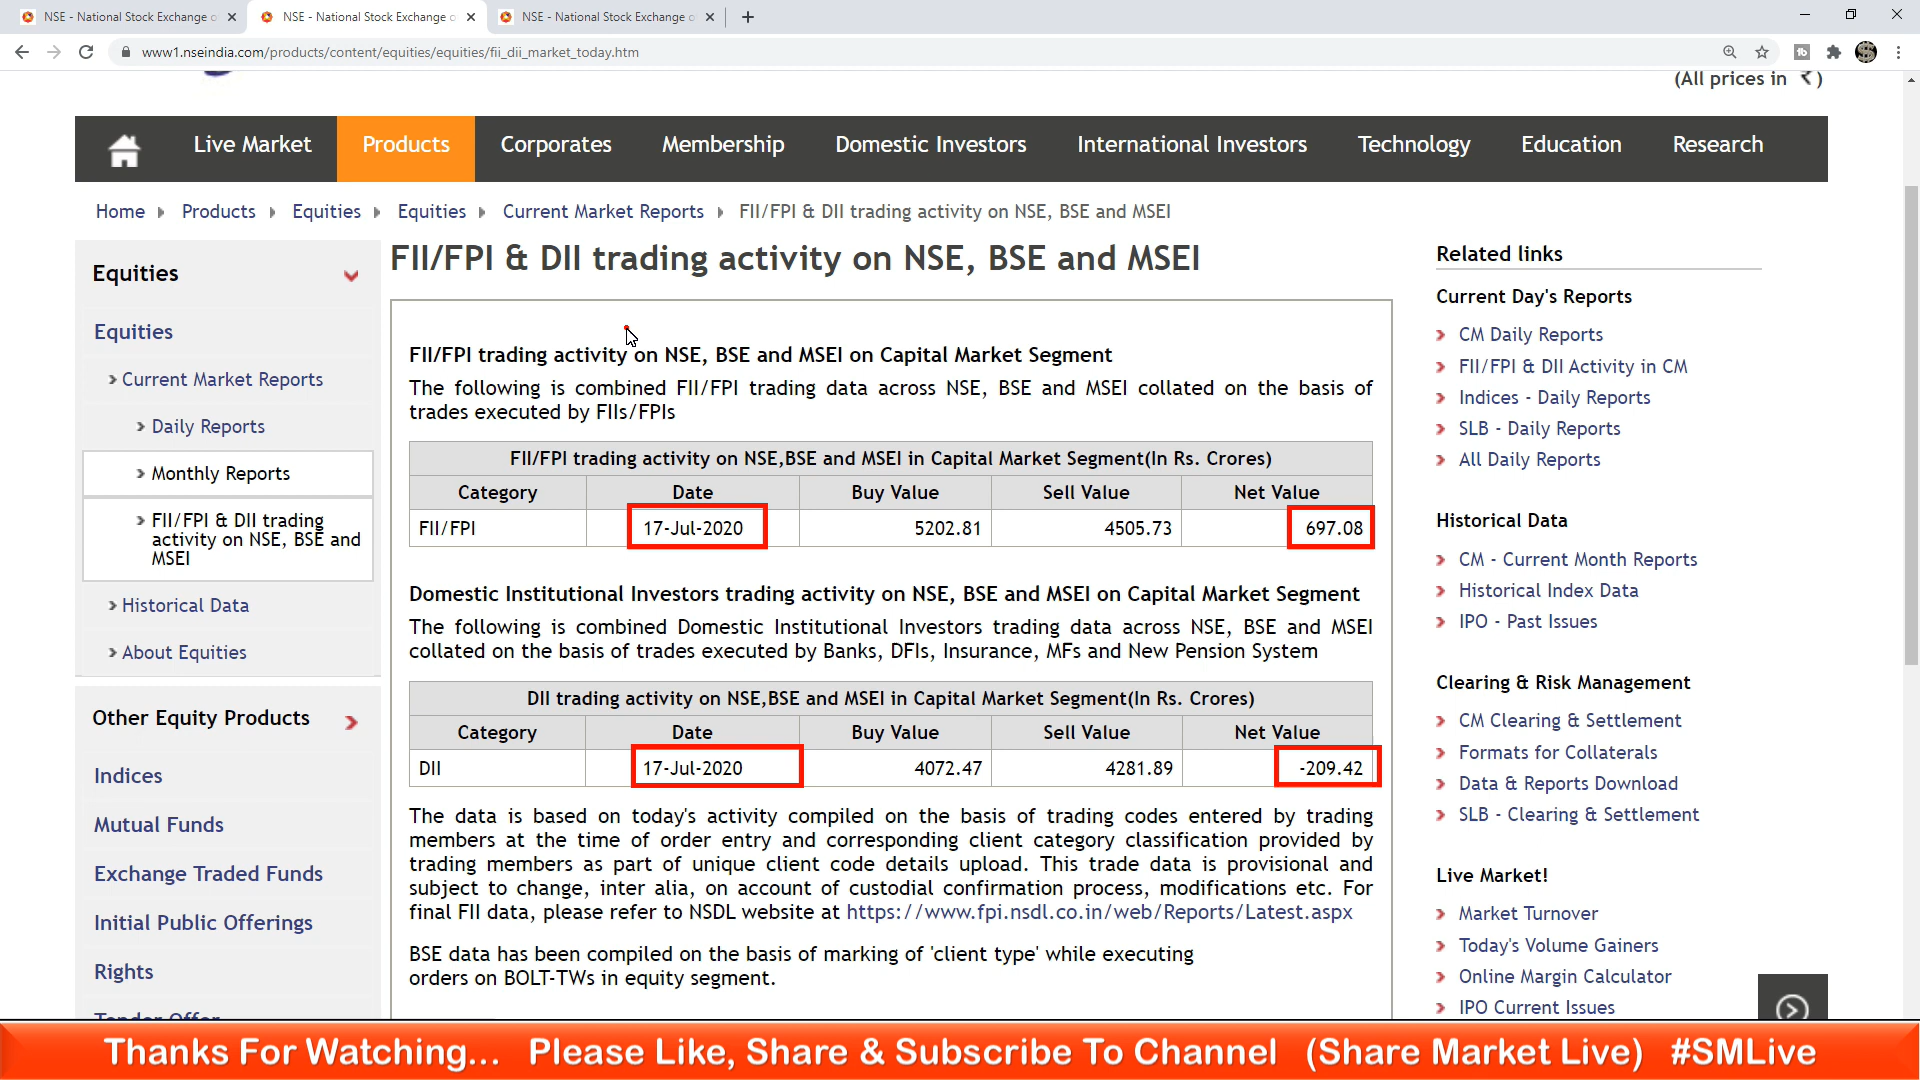 NSE - National Stock Exchange o
NSE - National Stock Exchange o
NSE - National Stock Exchange o
www1.nseindia.com/products/content/equities/equities/fii_dii_market_today.htm
(All prices in ₹)
Live Market
Products
Corporates
Membership
Domestic Investors
International Investors
Technology
Education
Research
Home
Products
Equities
Equities
Current Market Reports
FII/FPI & DII trading activity on NSE, BSE and MSEI
Equities
Equities
Current Market Reports
Daily Reports
Monthly Reports
FII/FPI & DII trading
activity on NSE, BSE and
MSEI
Historical Data
About Equities
Other Equity Products
Indices
Mutual Funds
Exchange Traded Funds
Initial Public Offerings
Rights
Tender Offer
FII/FPI & DII trading activity on NSE, BSE and MSEI
FII/FPI trading activity on NSE, BSE and MSEI on Capital Market Segment
The following is combined FII/FPI trading data across NSE, BSE and MSEI collated on the basis of
trades executed by FIIs/FPIs
FII/FPI trading activity on NSE,BSE and MSEI in Capital Market Segment(In Rs. Crores)
Category Date Buy Value Sell Value Net Value
FII/FPI 17-Jul-2020 5202.81 4505.73 697.08
Domestic Institutional Investors trading activity on NSE, BSE and MSEI on Capital Market Segment
The following is combined Domestic Institutional Investors trading data across NSE, BSE and MSEI
collated on the basis of trades executed by Banks, DFIs, Insurance, MFs and New Pension System
DII trading activity on NSE,BSE and MSEI in Capital Market Segment(In Rs. Crores)
Category Date Buy Value Sell Value Net Value
DII 17-Jul-2020 4072.47 4281.89 -209.42
The data is based on today's activity compiled on the basis of trading codes entered by trading
members at the time of order entry and corresponding client category classification provided by
trading members as part of unique client code details upload. This trade data is provisional and
subject to change, inter alia, on account of custodial confirmation process, modifications etc. For
final FII data, please refer to NSDL website at https://www.fpi.nsdl.co.in/web/Reports/Latest.aspx
BSE data has been compiled on the basis of marking of 'client type' while executing
orders on BOLT-TWs in equity segment.
Related links
Current Day's Reports
CM Daily Reports
FII/FPI & DII Activity in CM
Indices - Daily Reports
SLB - Daily Reports
All Daily Reports
Historical Data
CM - Current Month Reports
Historical Index Data
IPO - Past Issues
Clearing & Risk Management
CM Clearing & Settlement
Formats for Collaterals
Data & Reports Download
SLB - Clearing & Settlement
Live Market!
Market Turnover
Today's Volume Gainers
Online Margin Calculator
IPO Current Issues
Thanks For Watching... Please Like, Share & Subscribe To Channel (Share Market Live) #SMLive